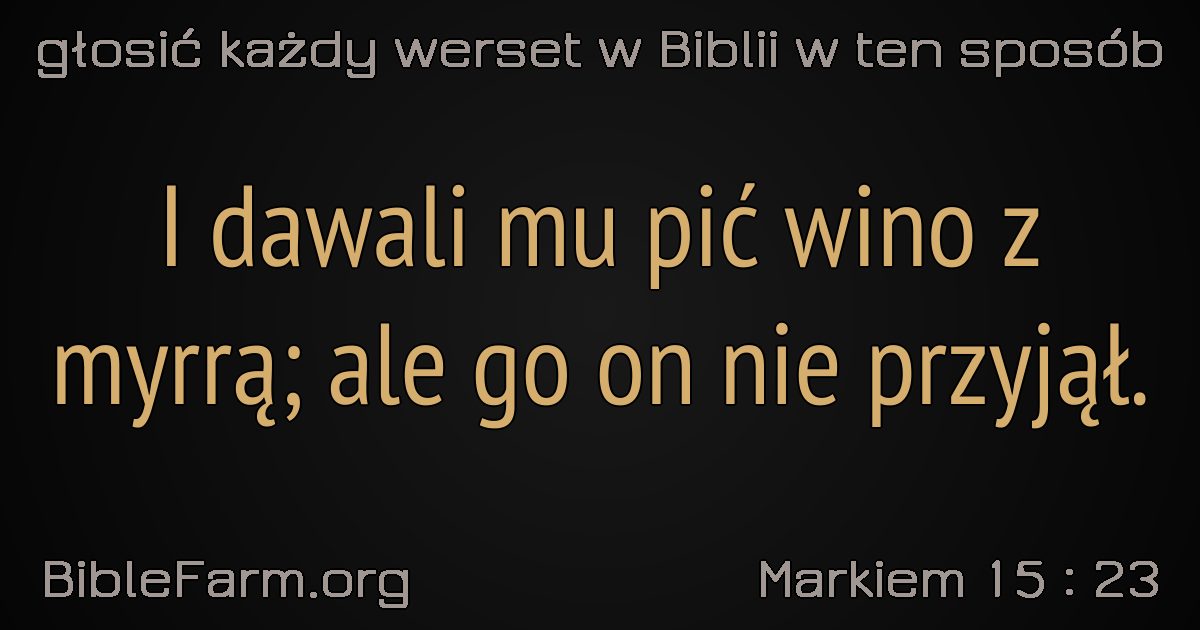 głosić każdy werset w Biblii w ten sposób
I dawali mu pić wino z
myrrą; ale go on nie przyjął.
BibleFarm.org
Markiem 15 : 23